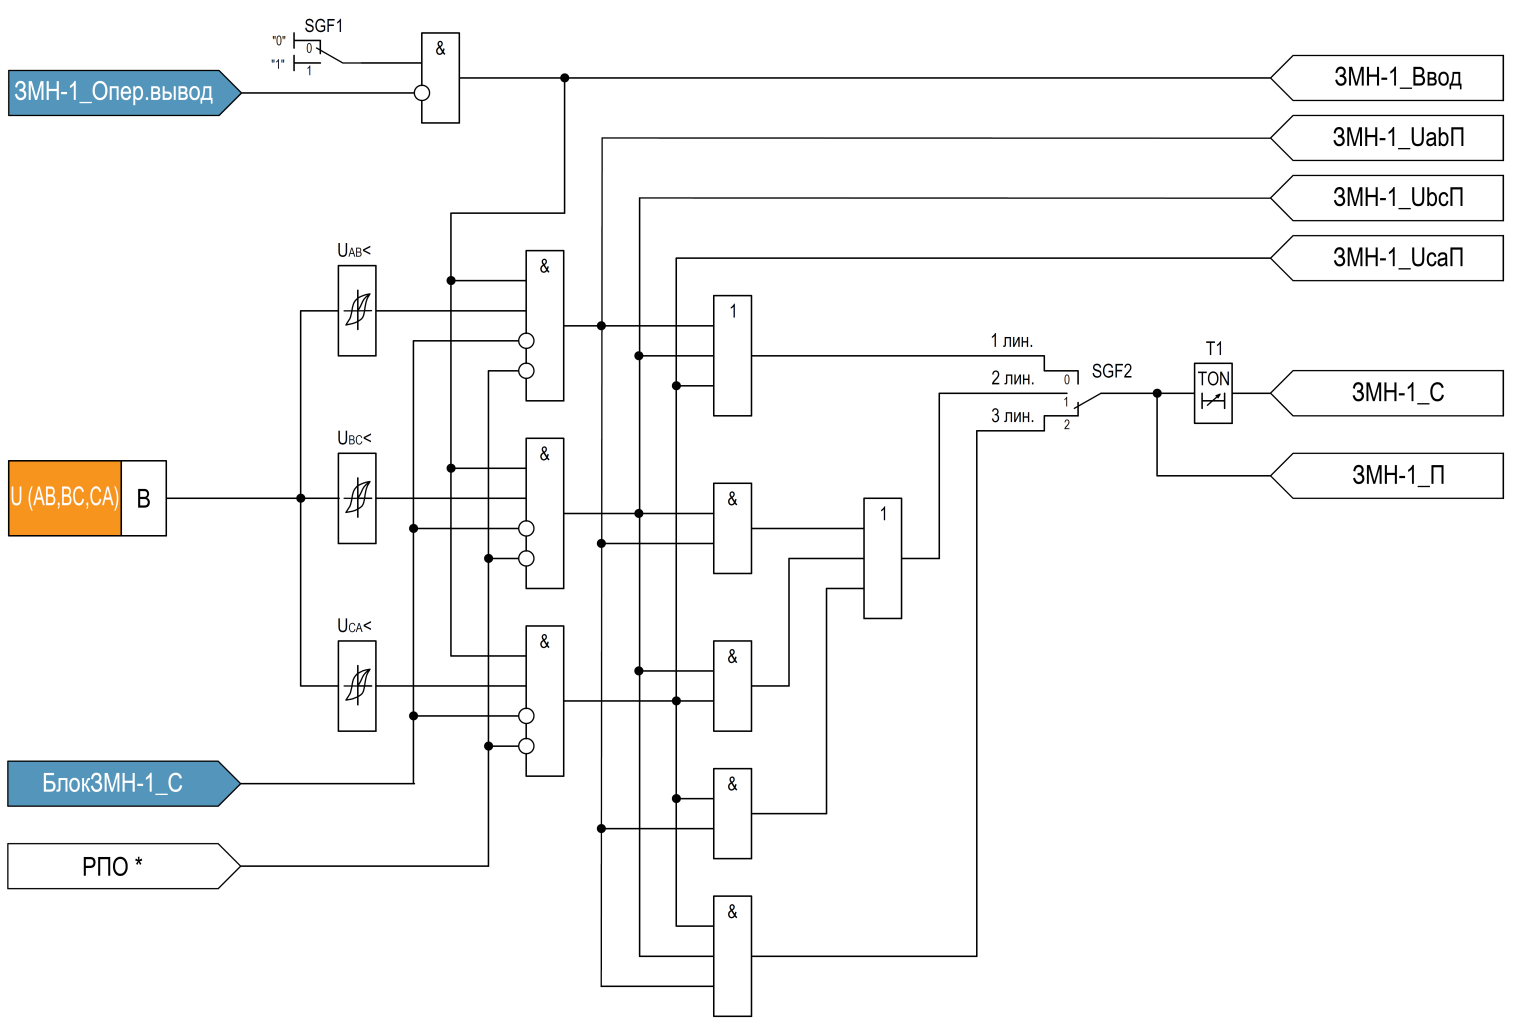 SGF1
"0"
0
"1"
1
&
ЗМН-1_Опер.вывод
ЗМН-1_Ввод
ЗМН-1_UabП
ЗМН-1_UbcП
ЗМН-1_UcaП
UAB<
&
1
1 лин.
T1
SGF2
0
2 лин.
TON
1
ЗМН-1_С
3 лин.
2
UBC<
&
ЗМН-1_П
U (AB,BC,CA)
В
&
1
UCA<
&
&
БлокЗМН-1_С
&
РПО *
&